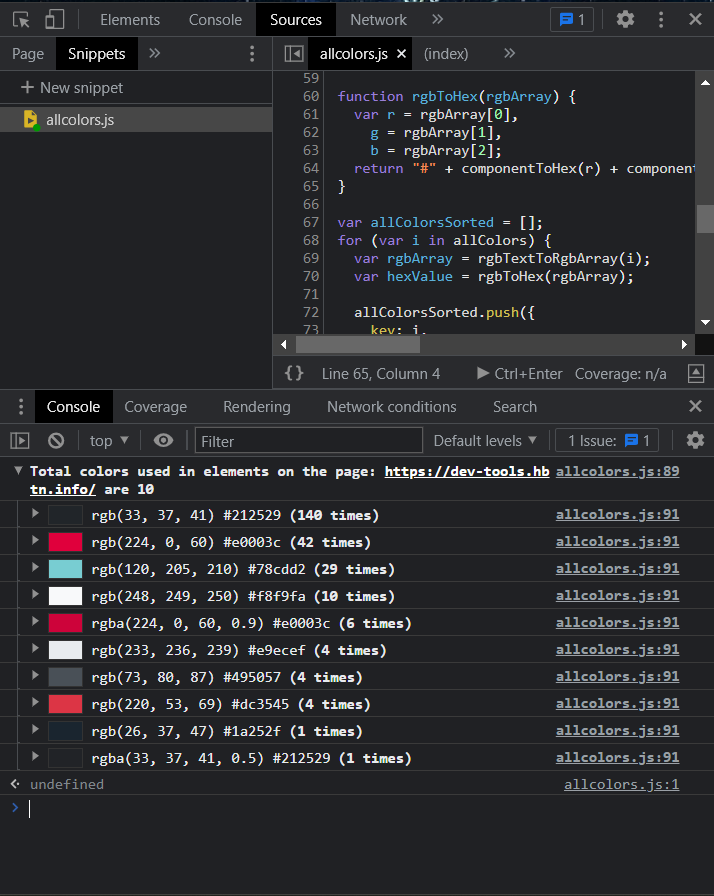 Elements Console Sources Network » 1
Page Snippets »
allcolors.js × (index) »
+ New snippet
allcolors.js
59
60 function rgbToHex(rgbArray) {
61 var r = rgbArray[0],
62 g = rgbArray[1],
63 b = rgbArray[2];
64 return "#" + componentToHex(r) + componen
65 }
66
67 var allColorsSorted = [];
68 for (var i in allColors) {
69 var rgbArray = rgbTextToRgbArray(i);
70 var hexValue = rgbToHex(rgbArray);
71
72 allColorsSorted.push({
73 key: i,
{} Line 65, Column 4 Ctrl+Enter Coverage: n/a
Console Coverage Rendering Network conditions Search
top Filter Default levels 1 Issue: 1
Total colors used in elements on the page: https://dev-tools.hb allcolors.js:89
tn.info/ are 10
rgb(33, 37, 41) #212529 (140 times) allcolors.js:91
rgb(224, 0, 60) #e0003c (42 times) allcolors.js:91
rgb(120, 205, 210) #78cdd2 (29 times) allcolors.js:91
rgb(248, 249, 250) #f8f9fa (10 times) allcolors.js:91
rgba(224, 0, 60, 0.9) #e0003c (6 times) allcolors.js:91
rgb(233, 236, 239) #e9ecef (4 times) allcolors.js:91
rgb(73, 80, 87) #495057 (4 times) allcolors.js:91
rgb(220, 53, 69) #dc3545 (4 times) allcolors.js:91
rgb(26, 37, 47) #1a252f (1 times) allcolors.js:91
rgba(33, 37, 41, 0.5) #212529 (1 times) allcolors.js:91
undefined allcolors.js:1